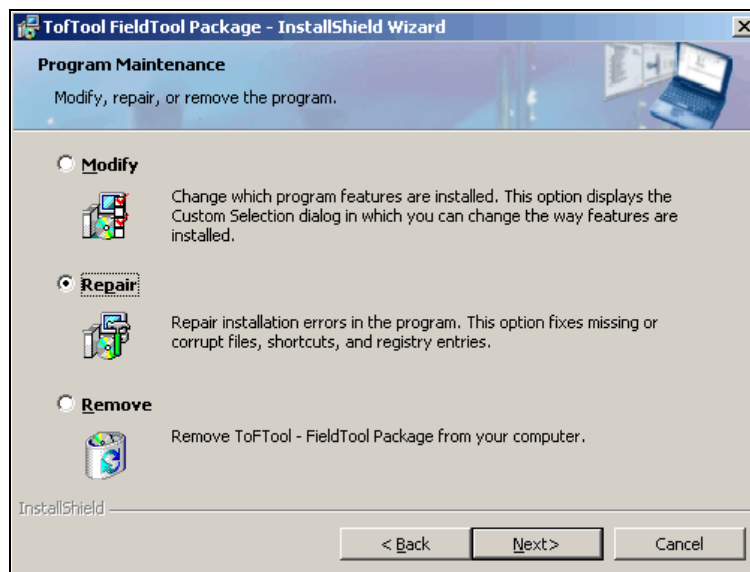 TofTool FieldTool Package - InstallShield Wizard
Program Maintenance
Modify, repair, or remove the program.
Modify
Change which program features are installed. This option displays the
Custom Selection dialog in which you can change the way features are
installed.
Repair
Repair installation errors in the program. This option fixes missing or
corrupt files, shortcuts, and registry entries.
Remove
Remove ToFTool - FieldTool Package from your computer.
InstallShield
< Back
Next>
Cancel